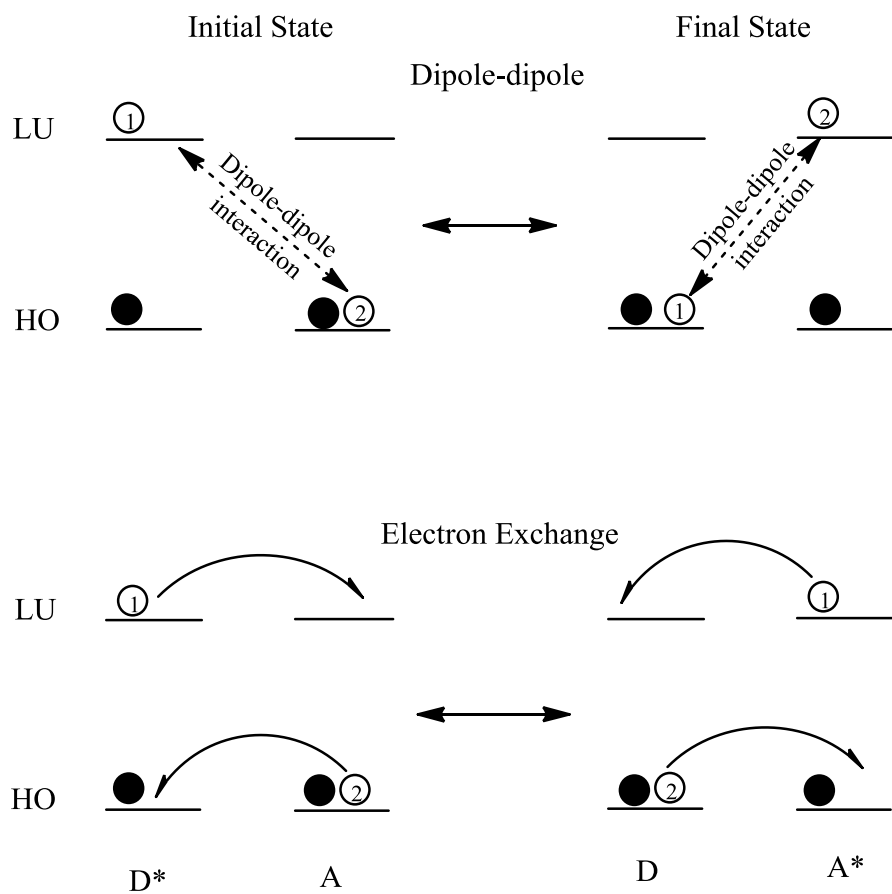 Initial State Final State
Dipole-dipole
1 2
LU
Dipole-dipole Dipole-dipole
interaction interaction
HO
2 1
Electron Exchange
1 1
LU
2 2
HO
D* A D A*